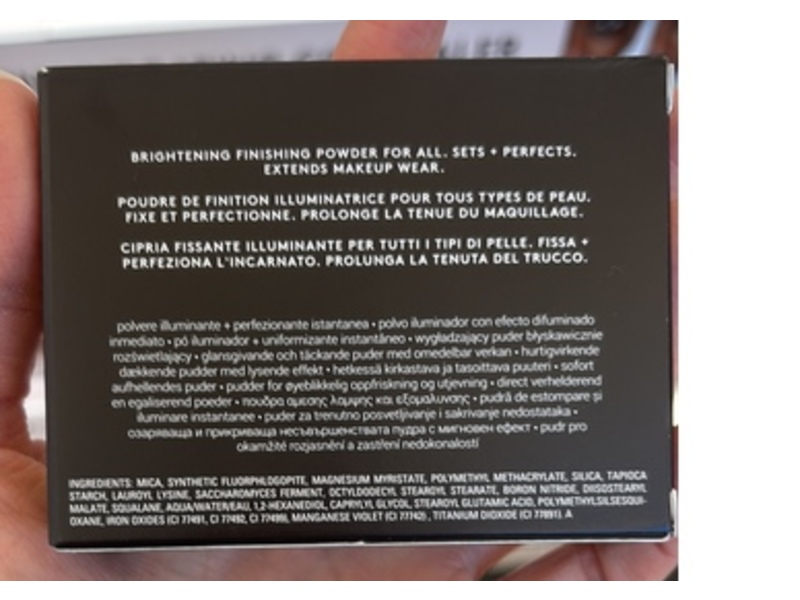 BRIGHTENING FINISHING POWDER FOR ALL. SETS + PERFECTS.
EXTENDS MAKEUP WEAR.
POUDRE DE FINITION ILLUMINATRICE POUR TOUS TYPES DE PEAU.
FIXE ET PERFECTIONNE. PROLONGE LA TENUE DU MAQUILLAGE.
CIPRIA FISSANTE ILLUMINANTE PER TUTTI I TIPI DI PELLE. FISSA +
PERFEZIONA L'INCARNATO. PROLUNGA LA TENUTA DEL TRUCCO.
polvere illuminante + perfezionante istantanea • polvo iluminador con efecto difuminado
inmediato • pó iluminador + uniformizante instantâneo • wygładzający puder błyskawicznie
rozświetlający • glansgivande och täckande puder med omedelbar verkan • hurtigvirkende
dækkende pudder med lysende effekt • hetkessä kirkastava ja tasoittava puuteri • sofort
aufhellendes puder • pudder for øyeblikkelig oppfriskning og utjevning • direct verhelderend
en egaliserend poeder • πουδρα αμεσης λαμψης και εξομαλυνσης • pudră de estompare și
iluminare instantanee • puder za trenutno posvetljivanje i sakrivanje nedostataka •
озаряваща и прикриваща несъвършенствата пудра с мигновен ефект • pudr pro
okamžité rozjasnění a zastření nedokonalostí
INGREDIENTS: MICA, SYNTHETIC FLUORPHLOGOPITE, MAGNESIUM MYRISTATE, POLYMETHYL METHACRYLATE, SILICA, TAPIOCA
STARCH, LAUROYL LYSINE, SACCHAROMYCES FERMENT, OCTYLDODECYL STEAROYL STEARATE, BORON NITRIDE, DIISOSTEARYL
MALATE, SQUALANE, AQUA/WATER/EAU, 1,2-HEXANEDIOL, CAPRYLYL GLYCOL, STEAROYL GLUTAMIC ACID, POLYMETHYLSILSESQUI-
OXANE, IRON OXIDES (CI 77491, CI 77492, CI 77499), MANGANESE VIOLET (CI 77742), TITANIUM DIOXIDE (CI 77891). A